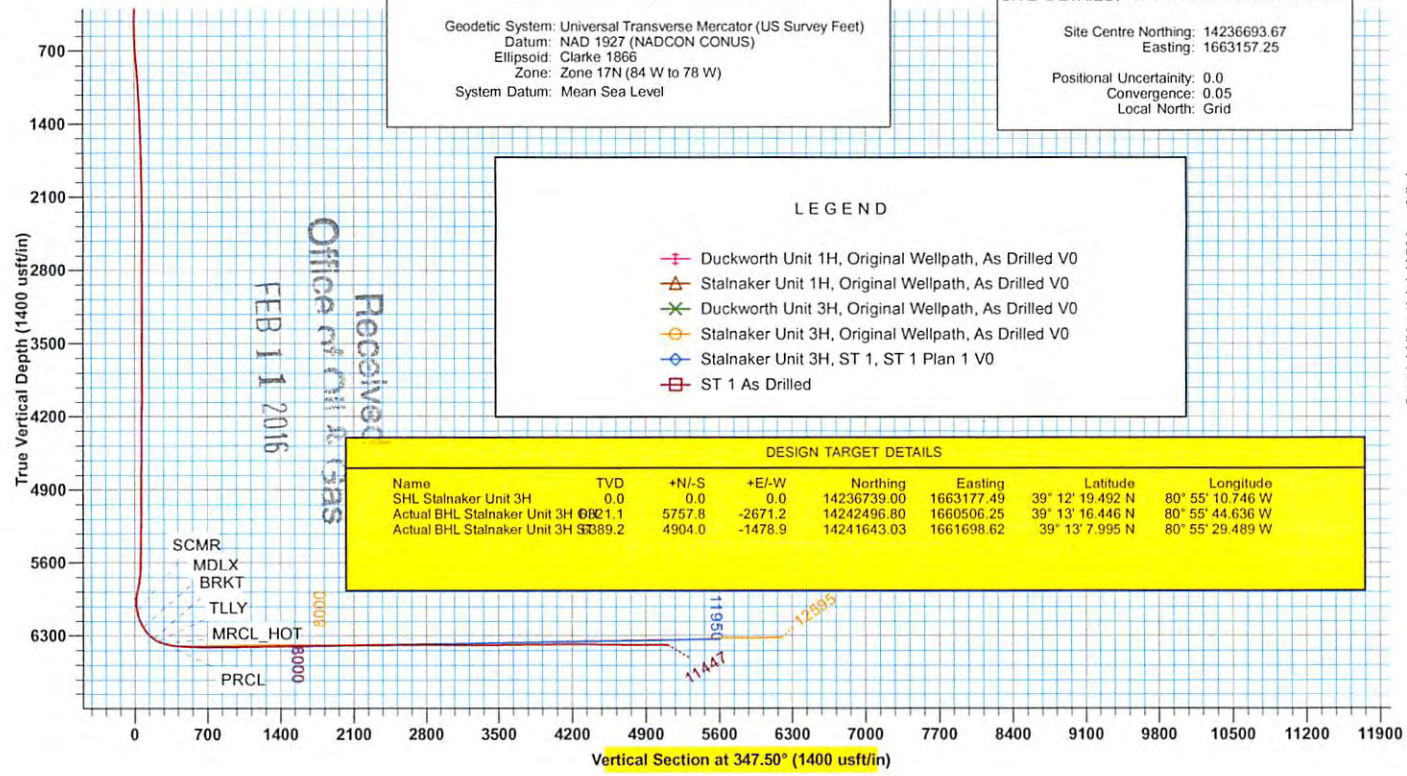 Geodetic System: Universal Transverse Mercator (US Survey Feet)
Datum: NAD 1927 (NADCON CONUS)
Ellipsoid: Clarke 1866
Zone: Zone 17N (84 W to 78 W)
System Datum: Mean Sea Level
Site Centre Northing: 14236693.67
Easting: 1663157.25
Positional Uncertainity: 0.0
Convergence: 0.05
Local North: Grid
LEGEND
Duckworth Unit 1H, Original Wellpath, As Drilled V0
Stalnaker Unit 1H, Original Wellpath, As Drilled V0
Duckworth Unit 3H, Original Wellpath, As Drilled V0
Stalnaker Unit 3H, Original Wellpath, As Drilled V0
Stalnaker Unit 3H, ST 1, ST 1 Plan 1 V0
ST 1 As Drilled
Received
Office of Oil & Gas
FEB 11 2016
DESIGN TARGET DETAILS
Name TVD +N/-S +E/-W Northing Easting Latitude Longitude
SHL Stalnaker Unit 3H 0.0 0.0 0.0 14236739.00 1663177.49 39° 12' 19.492 N 80° 55' 10.746 W
Actual BHL Stalnaker Unit 3H 5757.8 -2671.2 14242496.80 1660506.25 39° 13' 16.446 N 80° 55' 44.636 W
Actual BHL Stalnaker Unit 3H 4904.0 -1478.9 14241643.03 1661698.62 39° 13' 7.995 N 80° 55' 29.489 W
True Vertical Depth (1400 usft/in)
700
1400
2100
2800
3500
4200
4900
5600
6300
SCMR
MDLX
BRKT
TLLY
MRCL_HOT
PRCL
8000
8000
11950
12595
11447
0 700 1400 2100 2800 3500 4200 4900 5600 6300 7000 7700 8400 9100 9800 10500 11200 11900
Vertical Section at 347.50° (1400 usft/in)